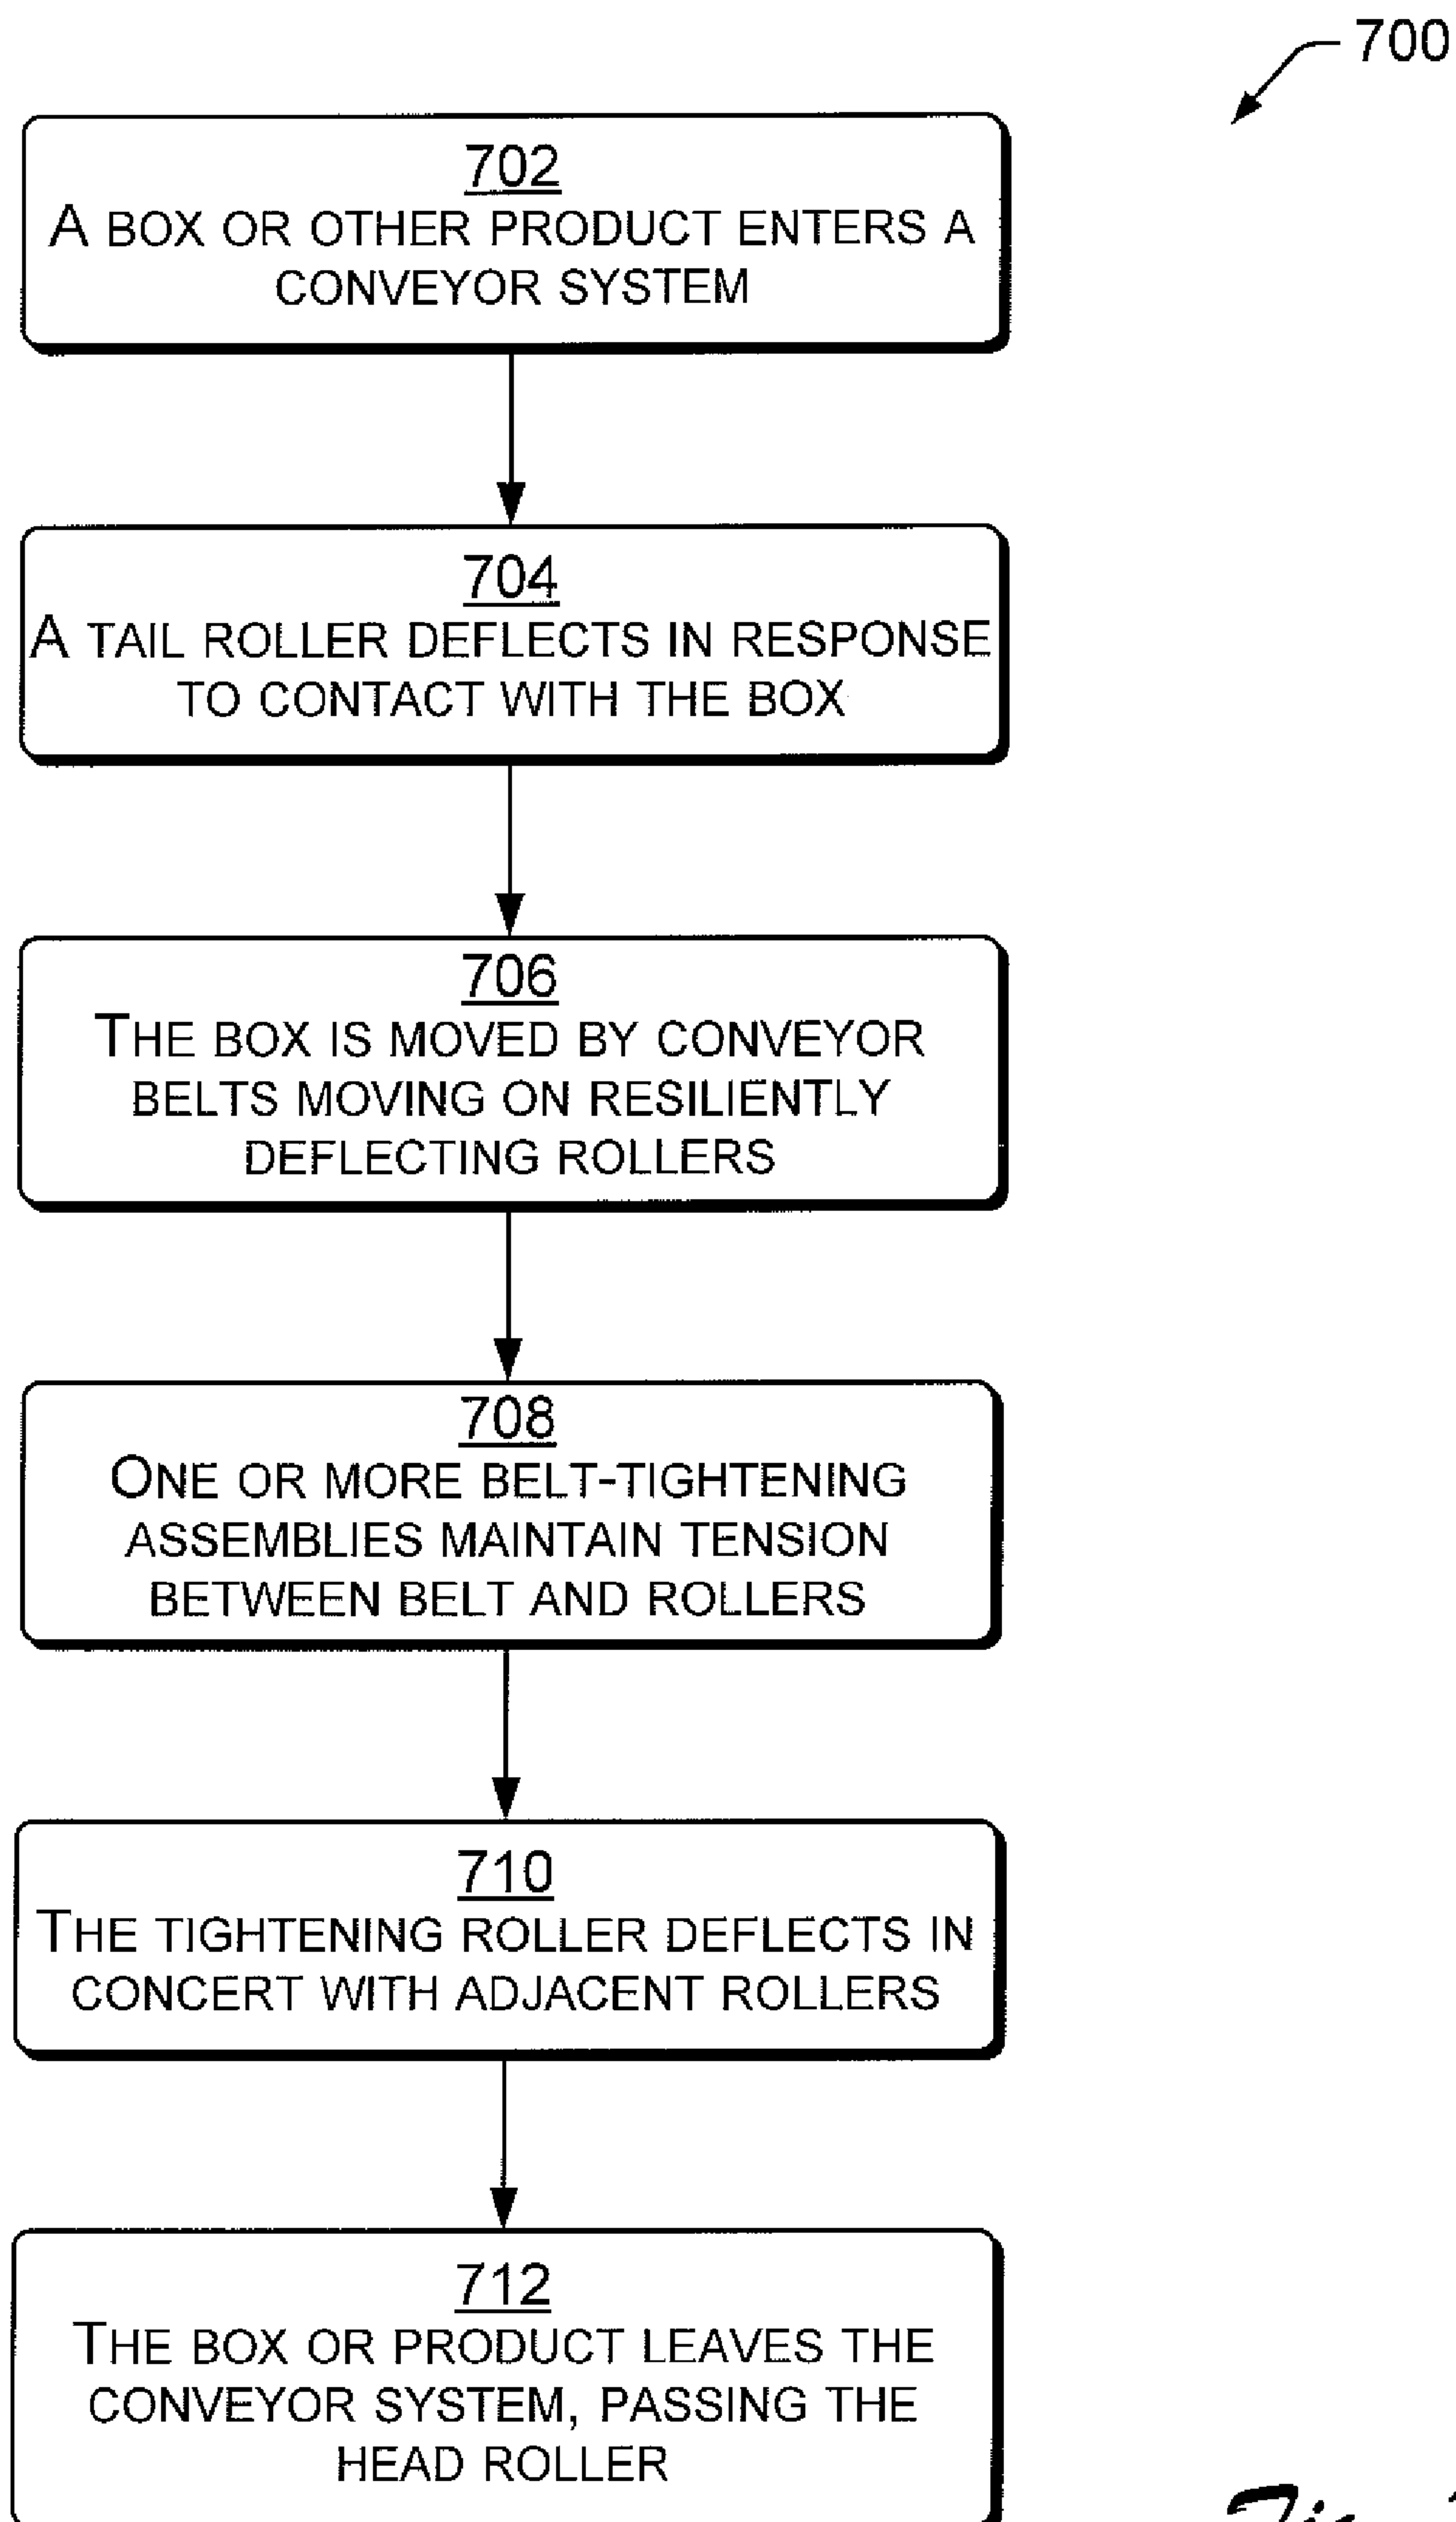 700
702
A BOX OR OTHER PRODUCT ENTERS A
CONVEYOR SYSTEM
704
A TAIL ROLLER DEFLECTS IN RESPONSE
TO CONTACT WITH THE BOX
706
THE BOX IS MOVED BY CONVEYOR
BELTS MOVING ON RESILIENTLY
DEFLECTING ROLLERS
708
ONE OR MORE BELT-TIGHTENING
ASSEMBLIES MAINTAIN TENSION
BETWEEN BELT AND ROLLERS
710
THE TIGHTENING ROLLER DEFLECTS IN
CONCERT WITH ADJACENT ROLLERS
712
THE BOX OR PRODUCT LEAVES THE
CONVEYOR SYSTEM, PASSING THE
HEAD ROLLER